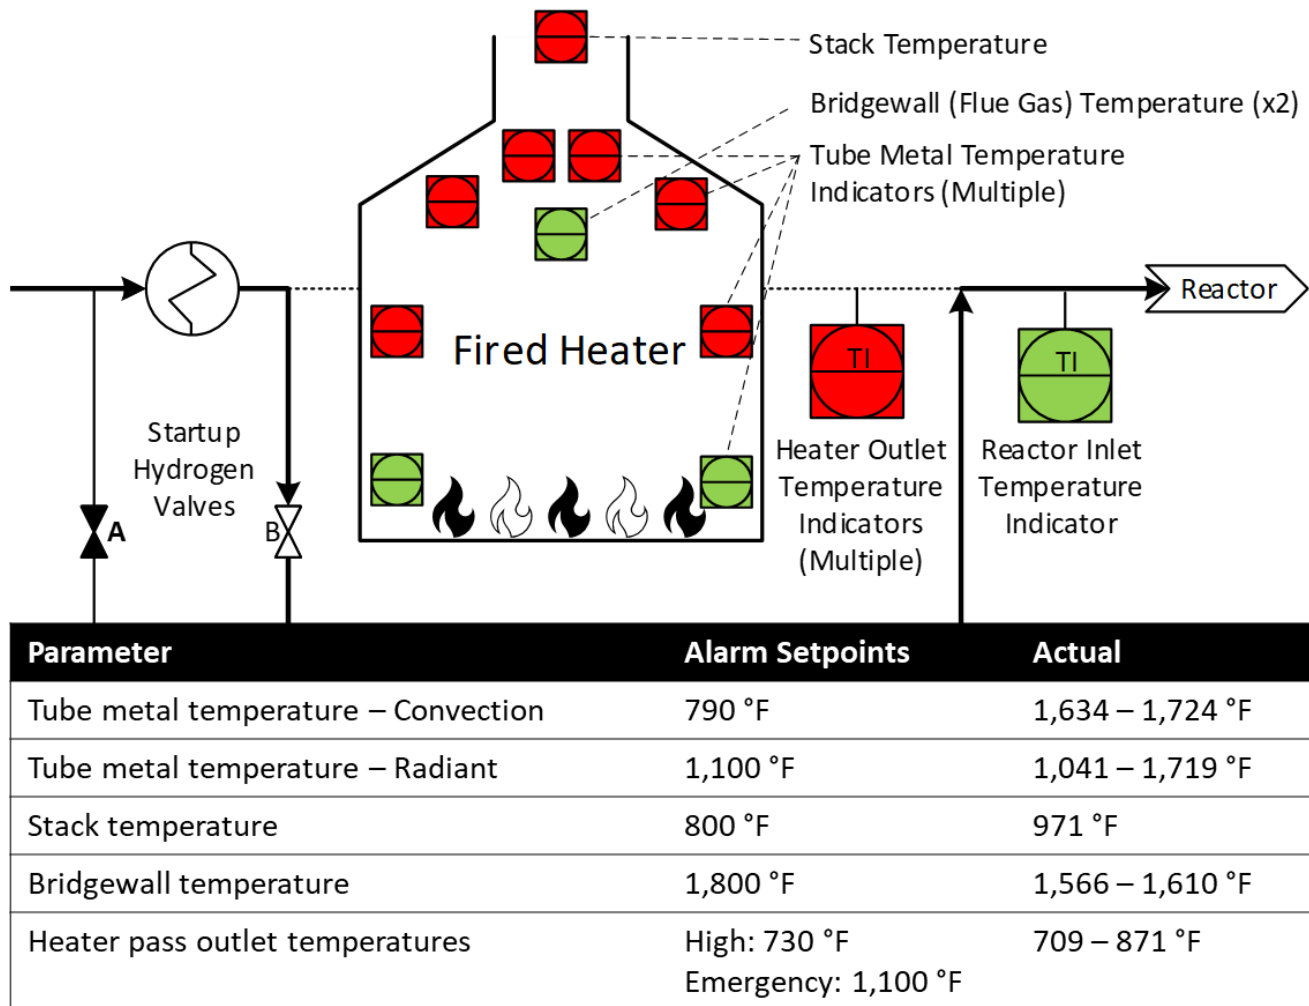 Stack Temperature
Bridgewall (Flue Gas) Temperature (x2)
Tube Metal Temperature
Indicators (Multiple)
Reactor
Fired Heater
TI
TI
Startup
Hydrogen
Valves
A
B
Heater Outlet
Temperature
Indicators
(Multiple)
Reactor Inlet
Temperature
Indicator
Parameter Alarm Setpoints Actual
Tube metal temperature – Convection 790 °F 1,634 – 1,724 °F
Tube metal temperature – Radiant 1,100 °F 1,041 – 1,719 °F
Stack temperature 800 °F 971 °F
Bridgewall temperature 1,800 °F 1,566 – 1,610 °F
Heater pass outlet temperatures High: 730 °F 709 – 871 °F
Emergency: 1,100 °F